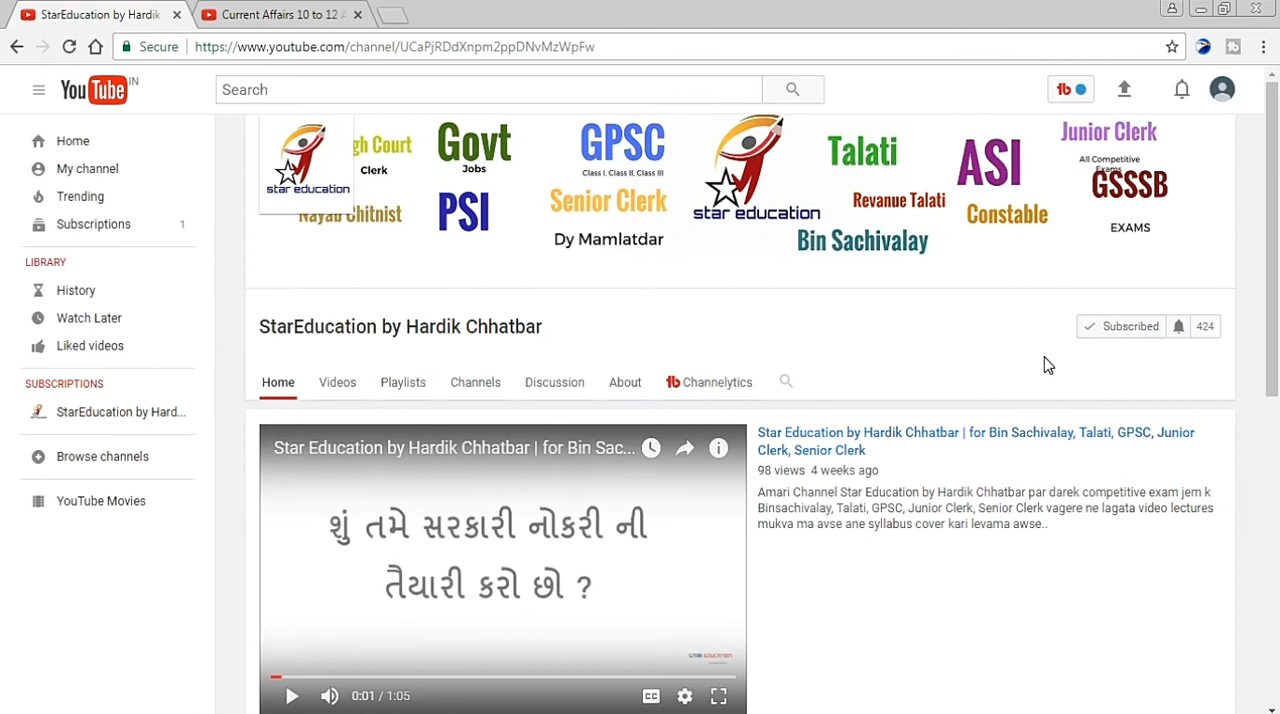 StarEducation by Hardik
Current Affairs 10 to 12
Secure
https://www.youtube.com/channel/UCaPjRDdXnpm2ppDNvMzWpFw
YouTube IN
Search
Home
My channel
Trending
Subscriptions 1
LIBRARY
History
Watch Later
Liked videos
SUBSCRIPTIONS
StarEducation by Hard...
Browse channels
YouTube Movies
star education
gh Court
Clerk
Nayab Chitnist
Govt
Jobs
PSI
GPSC
Class I, Class II, Class III
Senior Clerk
Dy Mamlatdar
star education
Talati
Revanue Talati
Bin Sachivalay
ASI
Constable
Junior Clerk
All Competitive
Exams
GSSSB
EXAMS
StarEducation by Hardik Chhatbar
Subscribed 424
Home Videos Playlists Channels Discussion About Channelytics
Star Education by Hardik Chhatbar | for Bin Sac...
શું તમે સરકારી નોકરી ની
તૈયારી કરો છો ?
STAR EDUCATION
0:01 / 1:05
CC
Star Education by Hardik Chhatbar | for Bin Sachivalay, Talati, GPSC, Junior
Clerk, Senior Clerk
98 views 4 weeks ago
Amari Channel Star Education by Hardik Chhatbar par darek competitive exam jem k
Binsachivalay, Talati, GPSC, Junior Clerk, Senior Clerk vagere ne lagata video lectures
mukva ma avse ane syllabus cover kari levama awse..